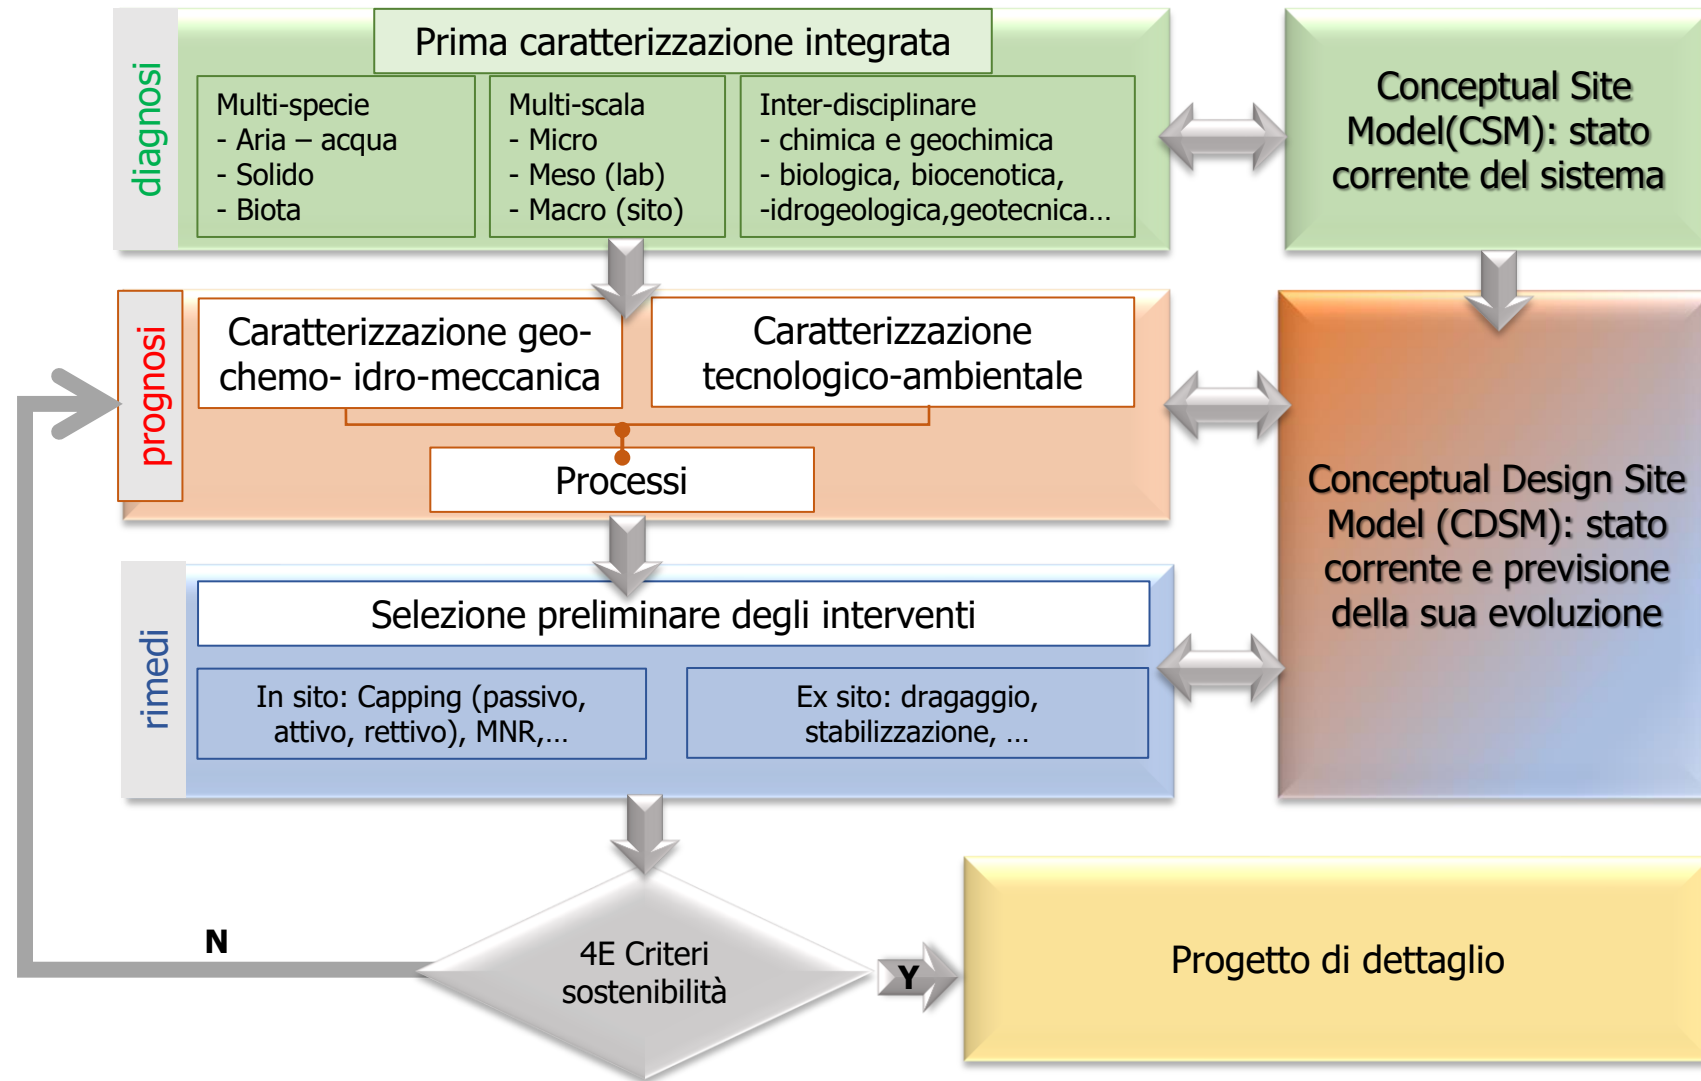 diagnosi
Prima caratterizzazione integrata
Multi-specie
- Aria – acqua
- Solido
- Biota
Multi-scala
- Micro
- Meso (lab)
- Macro (sito)
Inter-disciplinare
- chimica e geochimica
- biologica, biocenotica,
-idrogeologica,geotecnica...
Conceptual Site
Model(CSM): stato
corrente del sistema
prognosi
Caratterizzazione geo-
chemo- idro-meccanica
Caratterizzazione
tecnologico-ambientale
Processi
Conceptual Design Site
Model (CDSM): stato
corrente e previsione
della sua evoluzione
rimedi
Selezione preliminare degli interventi
In sito: Capping (passivo,
attivo, rettivo), MNR,...
Ex sito: dragaggio,
stabilizzazione, ...
N
4E Criteri
sostenibilità
Y
Progetto di dettaglio